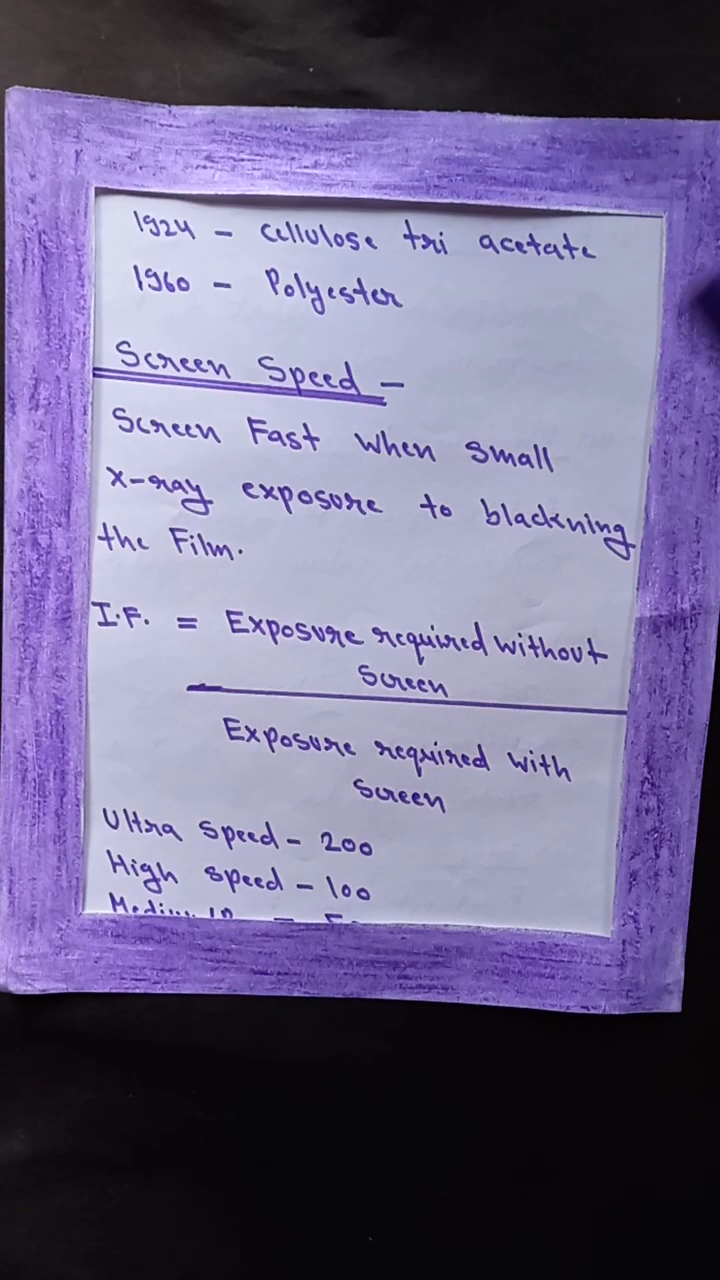 1924 - Cellulose tri acetate
1960 - Polyester
Screen Speed -
Screen Fast when small
x-ray exposure to blackning
the Film.
I.F. = Exposure required without
Screen
Exposure required with
Screen
Ultra speed - 200
High speed - 100